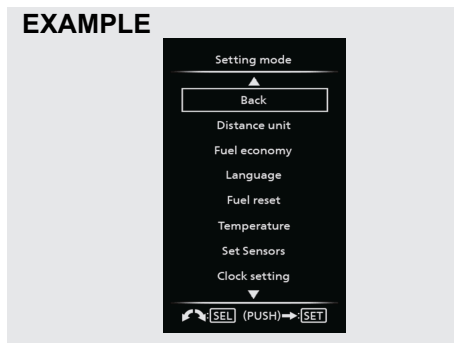 EXAMPLE
Setting mode
▲
Back
Distance unit
Fuel economy
Language
Fuel reset
Temperature
Set Sensors
Clock setting
▼
:SEL (PUSH)➔:SET